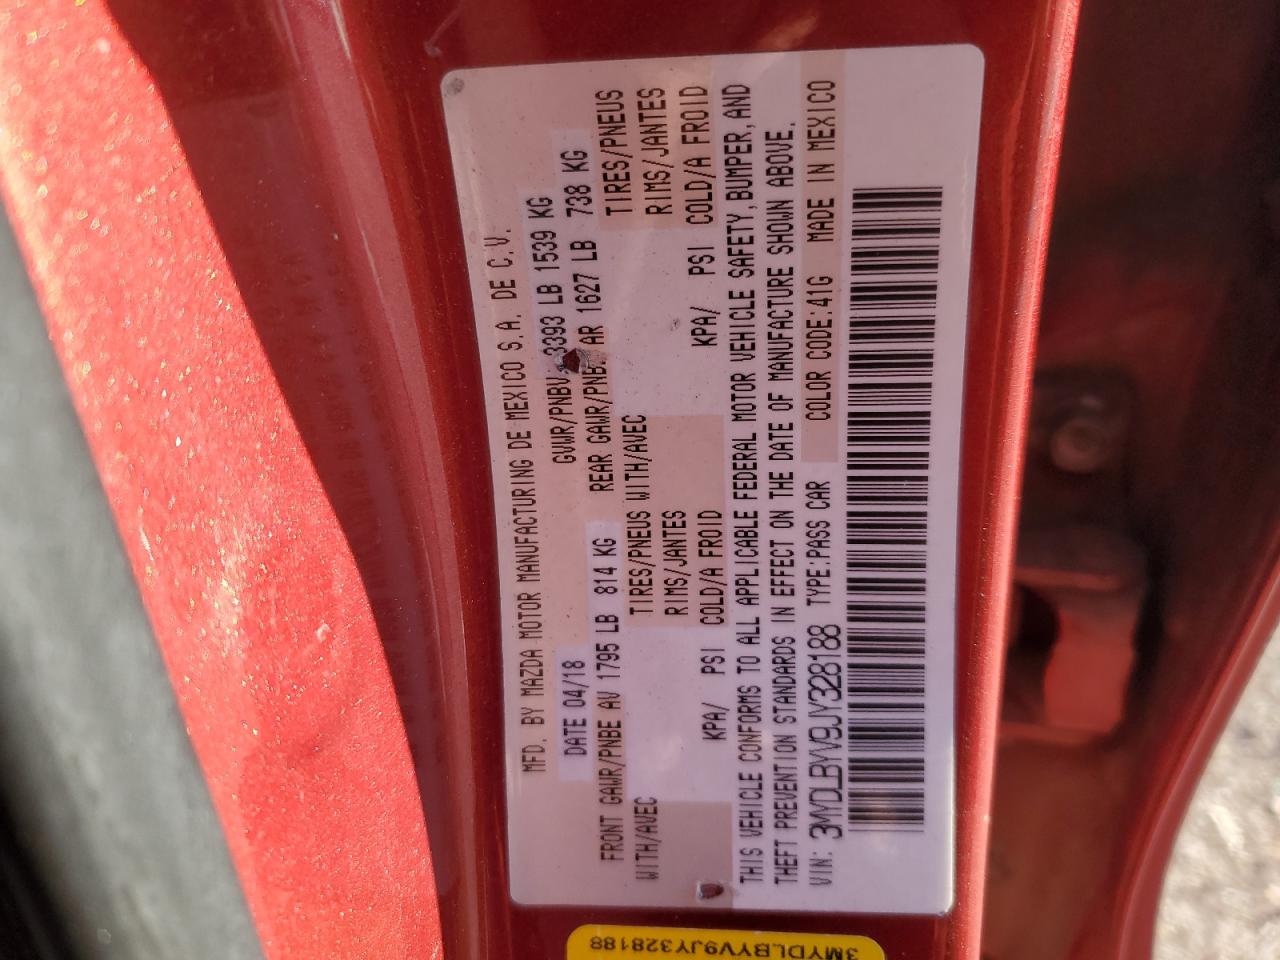 MFD. BY MAZDA MOTOR MANUFACTURING DE MEXICO S.A. DE C.V.
DATE 04/18 GVWR/PNBV 3393 LB 1539 KG
FRONT GAWR/PNBE AV 1795 LB 814 KG REAR GAWR/PNBE AR 1627 LB 738 KG
WITH/AVEC TIRES/PNEUS WITH/AVEC TIRES/PNEUS
RIMS/JANTES RIMS/JANTES
KPA/ PSI COLD/A FROID KPA/ PSI COLD/A FROID
THIS VEHICLE CONFORMS TO ALL APPLICABLE FEDERAL MOTOR VEHICLE SAFETY, BUMPER, AND
THEFT PREVENTION STANDARDS IN EFFECT ON THE DATE OF MANUFACTURE SHOWN ABOVE.
VIN: 3MYDLBYV9JY328188 TYPE:PASS CAR COLOR CODE:41G MADE IN MEXICO
3MYDLBYV9JY328188